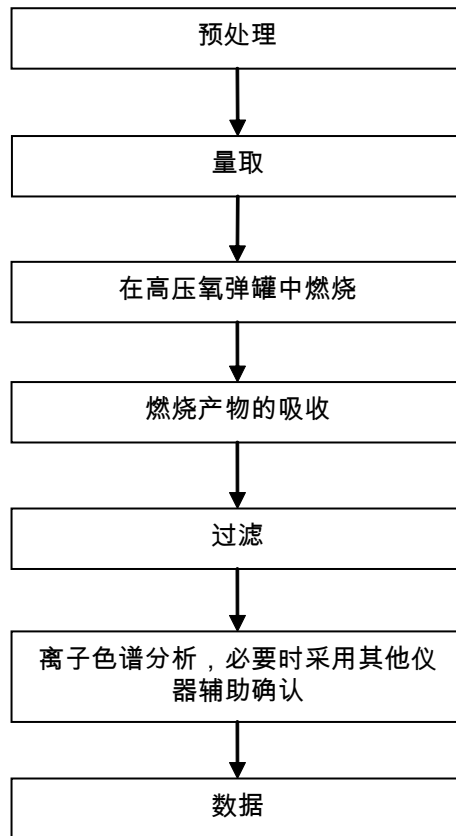 预处理
量取
在高压氧弹罐中燃烧
燃烧产物的吸收
过滤
离子色谱分析，必要时采用其他仪
器辅助确认
数据